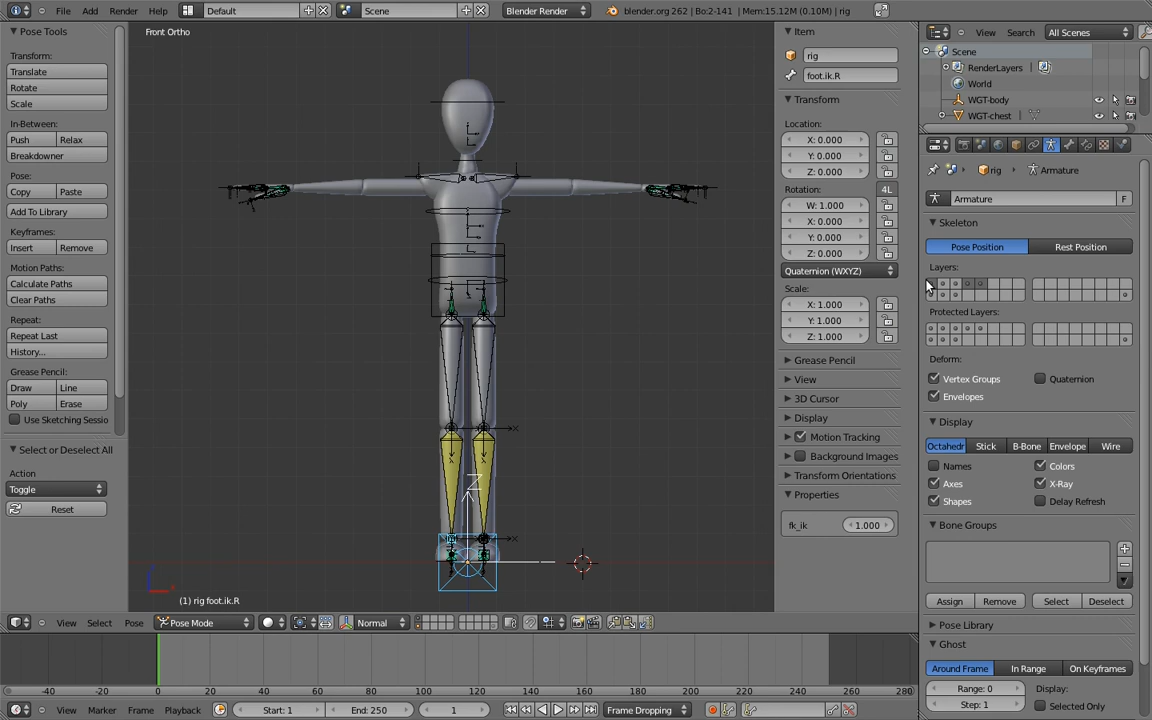 File Add Render Help Default Scene Blender Render blender.org 262 | Bo:2-141 | Mem:15.12M (0.10M) | rig
Pose Tools
Transform:
Translate
Rotate
Scale
In-Between:
Push Relax
Breakdowner
Pose:
Copy Paste
Add To Library
Keyframes:
Insert Remove
Motion Paths:
Calculate Paths
Clear Paths
Repeat:
Repeat Last
History...
Grease Pencil:
Draw Line
Poly Erase
Use Sketching Sessio
Select or Deselect All
Action
Toggle
Reset
Front Ortho
Z
X
X
(1) rig foot.ik.R
View Select Pose Pose Mode Normal
Item
rig
foot.ik.R
Transform
Location:
X: 0.000
Y: 0.000
Z: 0.000
Rotation: 4L
W: 1.000
X: 0.000
Y: 0.000
Z: 0.000
Quaternion (WXYZ)
Scale:
X: 1.000
Y: 1.000
Z: 1.000
Grease Pencil
View
3D Cursor
Display
Motion Tracking
Background Images
Transform Orientations
Properties
fk_ik 1.000
View Search All Scenes
Scene
RenderLayers
World
WGT-body
WGT-chest
rig Armature
Armature F
Skeleton
Pose Position Rest Position
Layers:
Protected Layers:
Deform:
Vertex Groups Quaternion
Envelopes
Display
Octahedr Stick B-Bone Envelope Wire
Names Colors
Axes X-Ray
Shapes Delay Refresh
Bone Groups
Assign Remove Select Deselect
Pose Library
Ghost
Around Frame In Range On Keyframes
Range: 0 Display:
Step: 1 Selected Only
-40 -20 0 20 40 60 80 100 120 140 160 180 200 220 240 260 280
View Marker Frame Playback Start: 1 End: 250 1 Frame Dropping